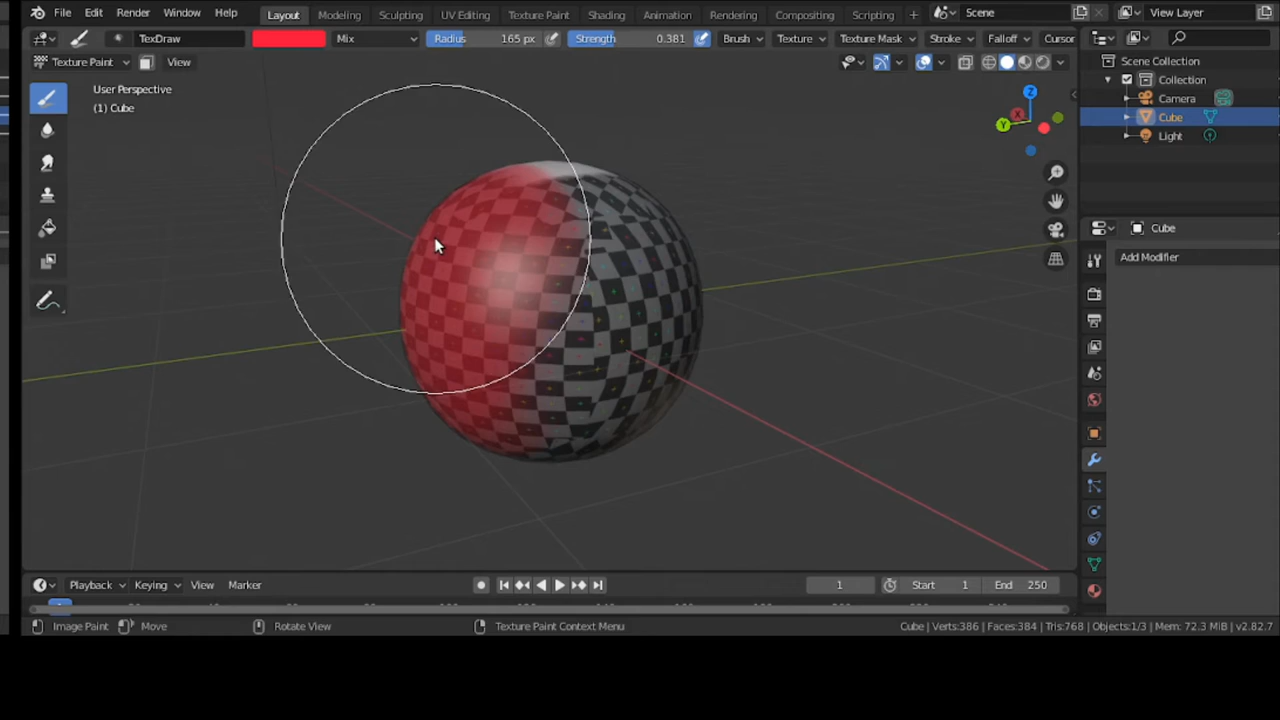 File Edit Render Window Help Layout Modeling Sculpting UV Editing Texture Paint Shading Animation Rendering Compositing Scripting + Scene View Layer
TexDraw Mix Radius 165 px Strength 0.381 Brush Texture Texture Mask Stroke Falloff Cursor
Texture Paint View
User Perspective
(1) Cube
Z
X
Y
Scene Collection
Collection
Camera
Cube
Light
Cube
Add Modifier
Playback Keying View Marker 1 Start 1 End 250
Image Paint Move Rotate View Texture Paint Context Menu Cube | Verts:386 | Faces:384 | Tris:768 | Objects:1/3 | Mem: 72.3 MiB | v2.82.7